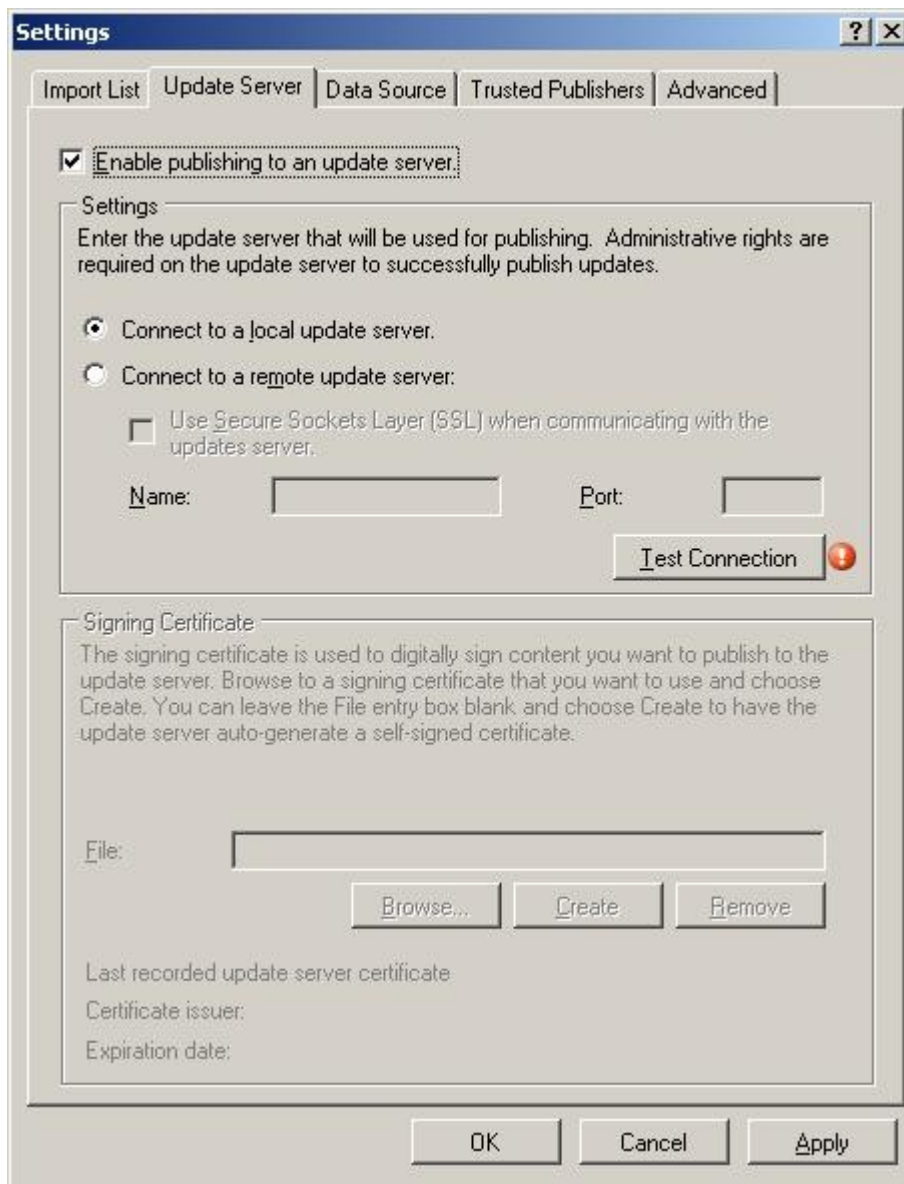 Settings
Import List Update Server Data Source Trusted Publishers Advanced
Enable publishing to an update server.
Settings
Enter the update server that will be used for publishing. Administrative rights are
required on the update server to successfully publish updates.
Connect to a local update server.
Connect to a remote update server:
Use Secure Sockets Layer (SSL) when communicating with the
updates server.
Name: Port:
Test Connection
Signing Certificate
The signing certificate is used to digitally sign content you want to publish to the
update server. Browse to a signing certificate that you want to use and choose
Create. You can leave the File entry box blank and choose Create to have the
update server auto-generate a self-signed certificate.
File:
Browse... Create Remove
Last recorded update server certificate
Certificate issuer:
Expiration date:
OK Cancel Apply